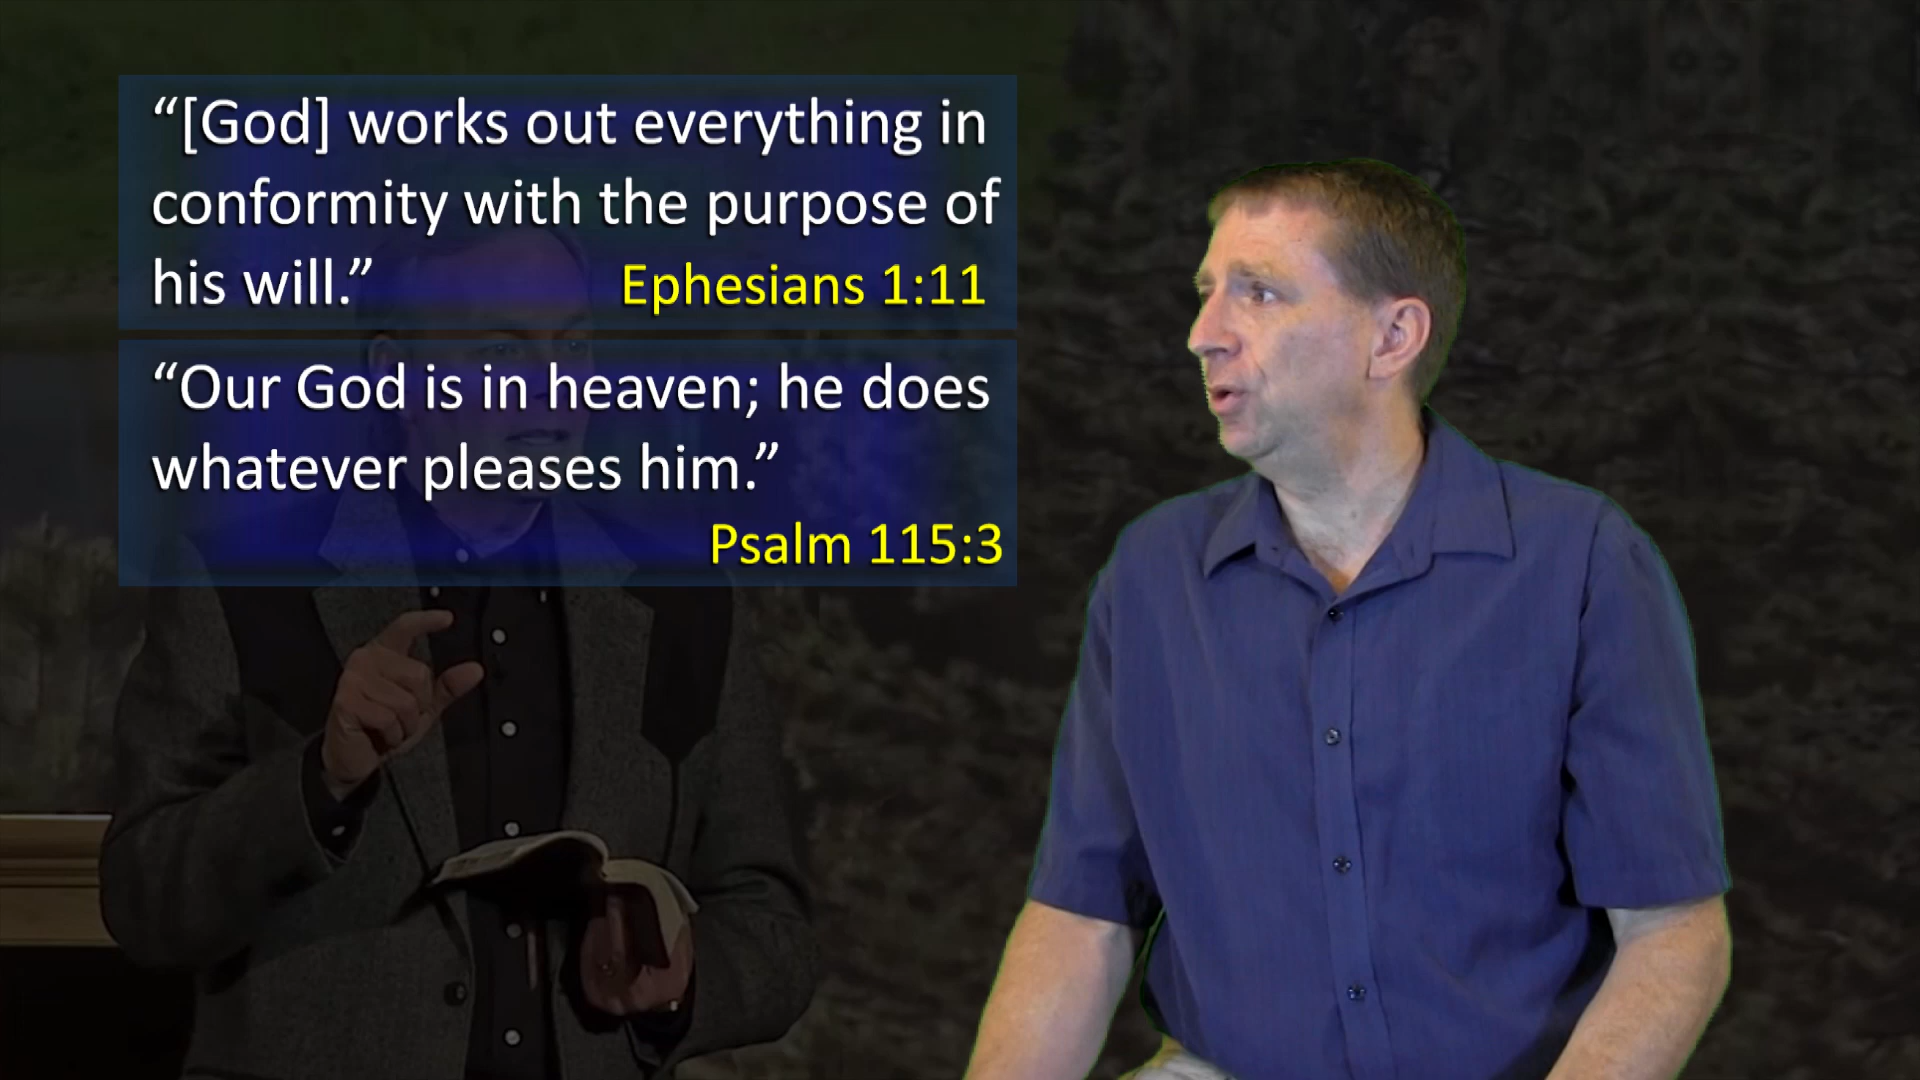 “[God] works out everything in
conformity with the purpose of
his will.” Ephesians 1:11
“Our God is in heaven; he does
whatever pleases him.”
Psalm 115:3